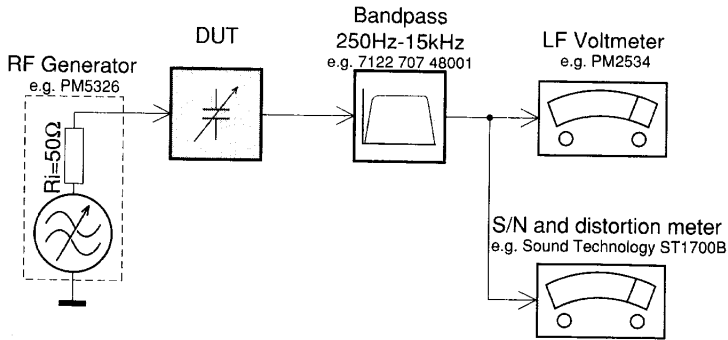 RF Generator
e.g. PM5326
Ri=50Ω
DUT
Bandpass
250Hz-15kHz
e.g. 7122 707 48001
LF Voltmeter
e.g. PM2534
S/N and distortion meter
e.g. Sound Technology ST1700B